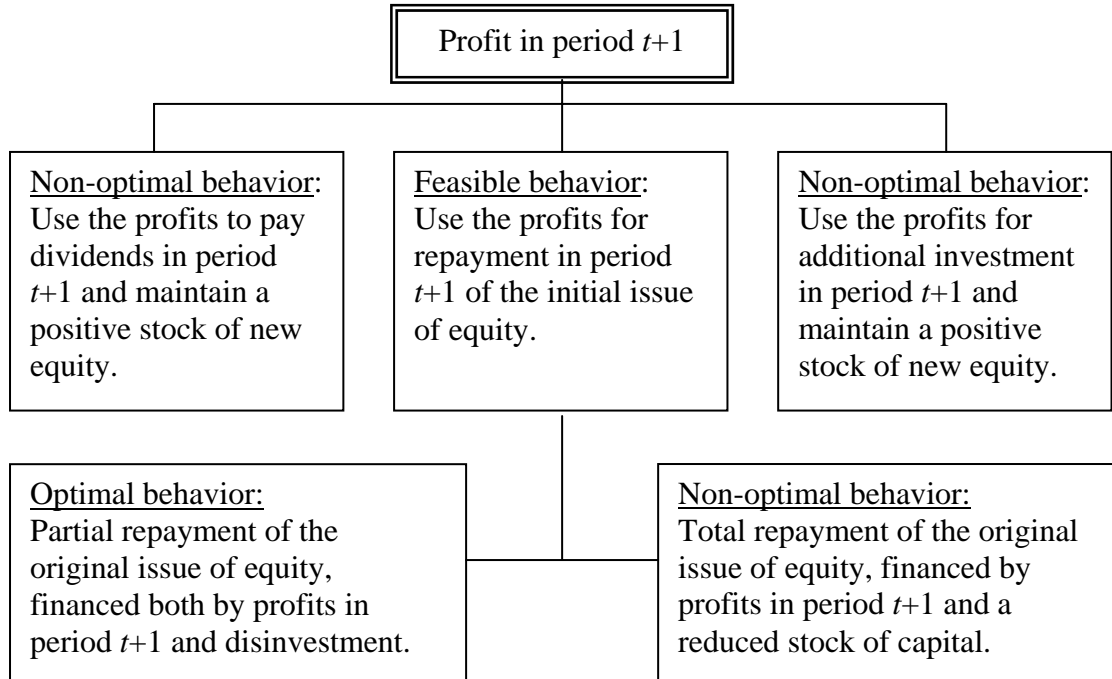 Profit in period t+1
Non-optimal behavior:
Use the profits to pay
dividends in period
t+1 and maintain a
positive stock of new
equity.
Feasible behavior:
Use the profits for
repayment in period
t+1 of the initial issue
of equity.
Non-optimal behavior:
Use the profits for
additional investment
in period t+1 and
maintain a positive
stock of new equity.
Optimal behavior:
Partial repayment of the
original issue of equity,
financed both by profits in
period t+1 and disinvestment.
Non-optimal behavior:
Total repayment of the original
issue of equity, financed by
profits in period t+1 and a
reduced stock of capital.